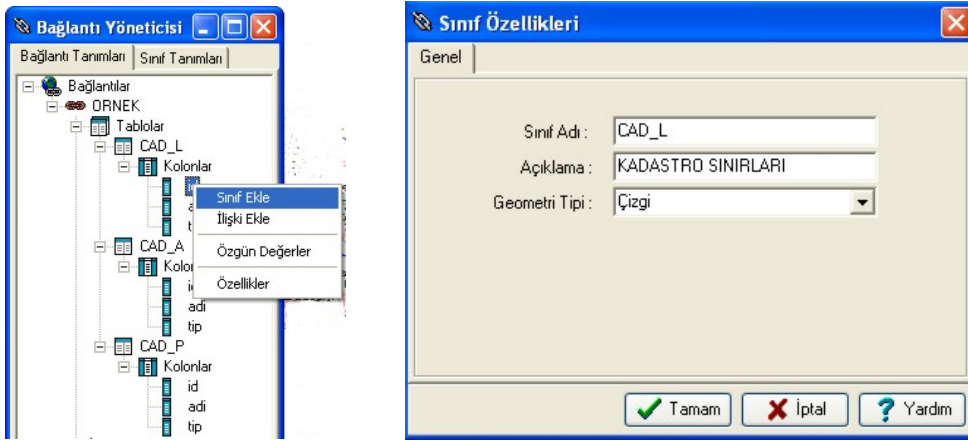 Bağlantı Yöneticisi
Bağlantı Tanımları
Sınıf Tanımları
Bağlantılar
ORNEK
Tablolar
CAD_L
Kolonlar
Sınıf Ekle
İlişki Ekle
Özgün Değerler
Özellikler
CAD_A
adi
tip
CAD_P
Kolonlar
id
adi
tip
Sınıf Özellikleri
Genel
Sınıf Adı : CAD_L
Açıklama : KADASTRO SINIRLARI
Geometri Tipi : Çizgi
Tamam
İptal
Yardım